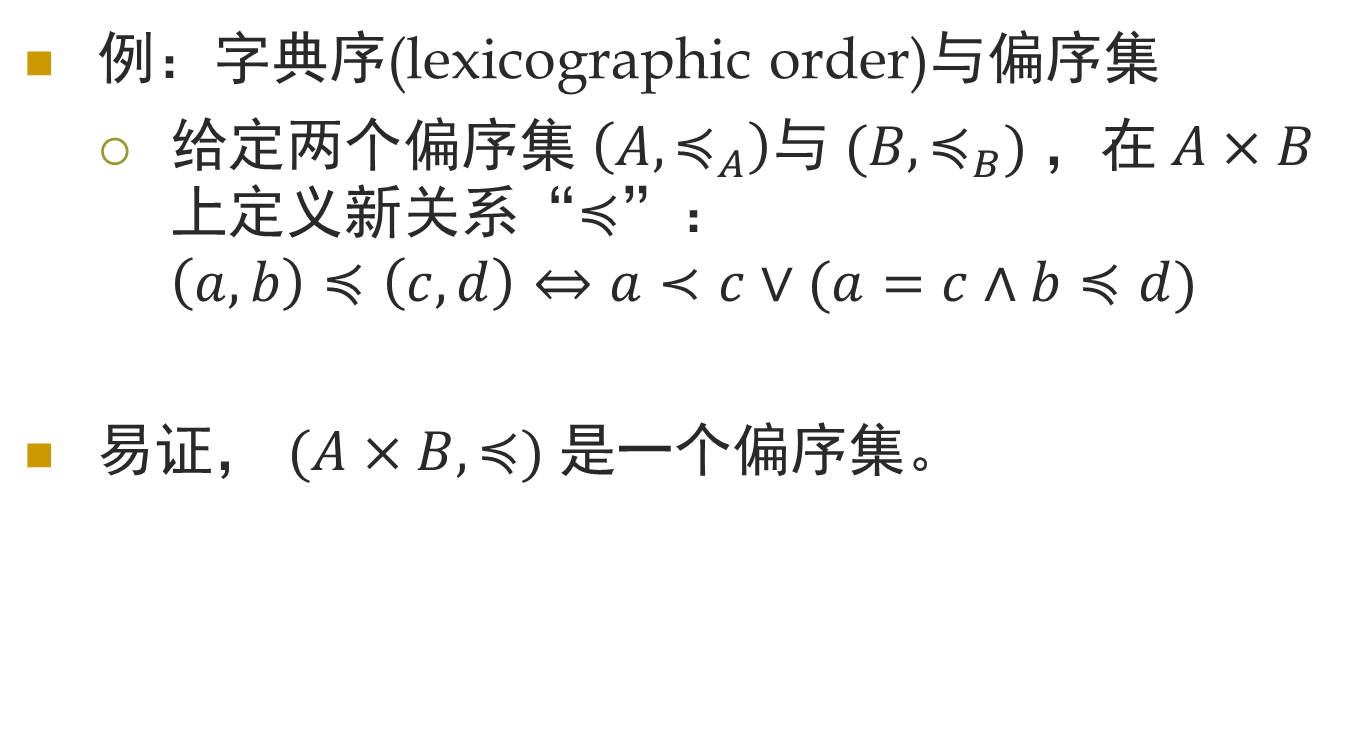 例：字典序(lexicographic order)与偏序集
给定两个偏序集 (A,≼_A)与 (B,≼_B) ，在 A × B
上定义新关系“≼”：
(a,b) ≼ (c,d) ⇔ a ≺ c ∨ (a = c ∧ b ≼ d)
易证， (A × B,≼) 是一个偏序集。